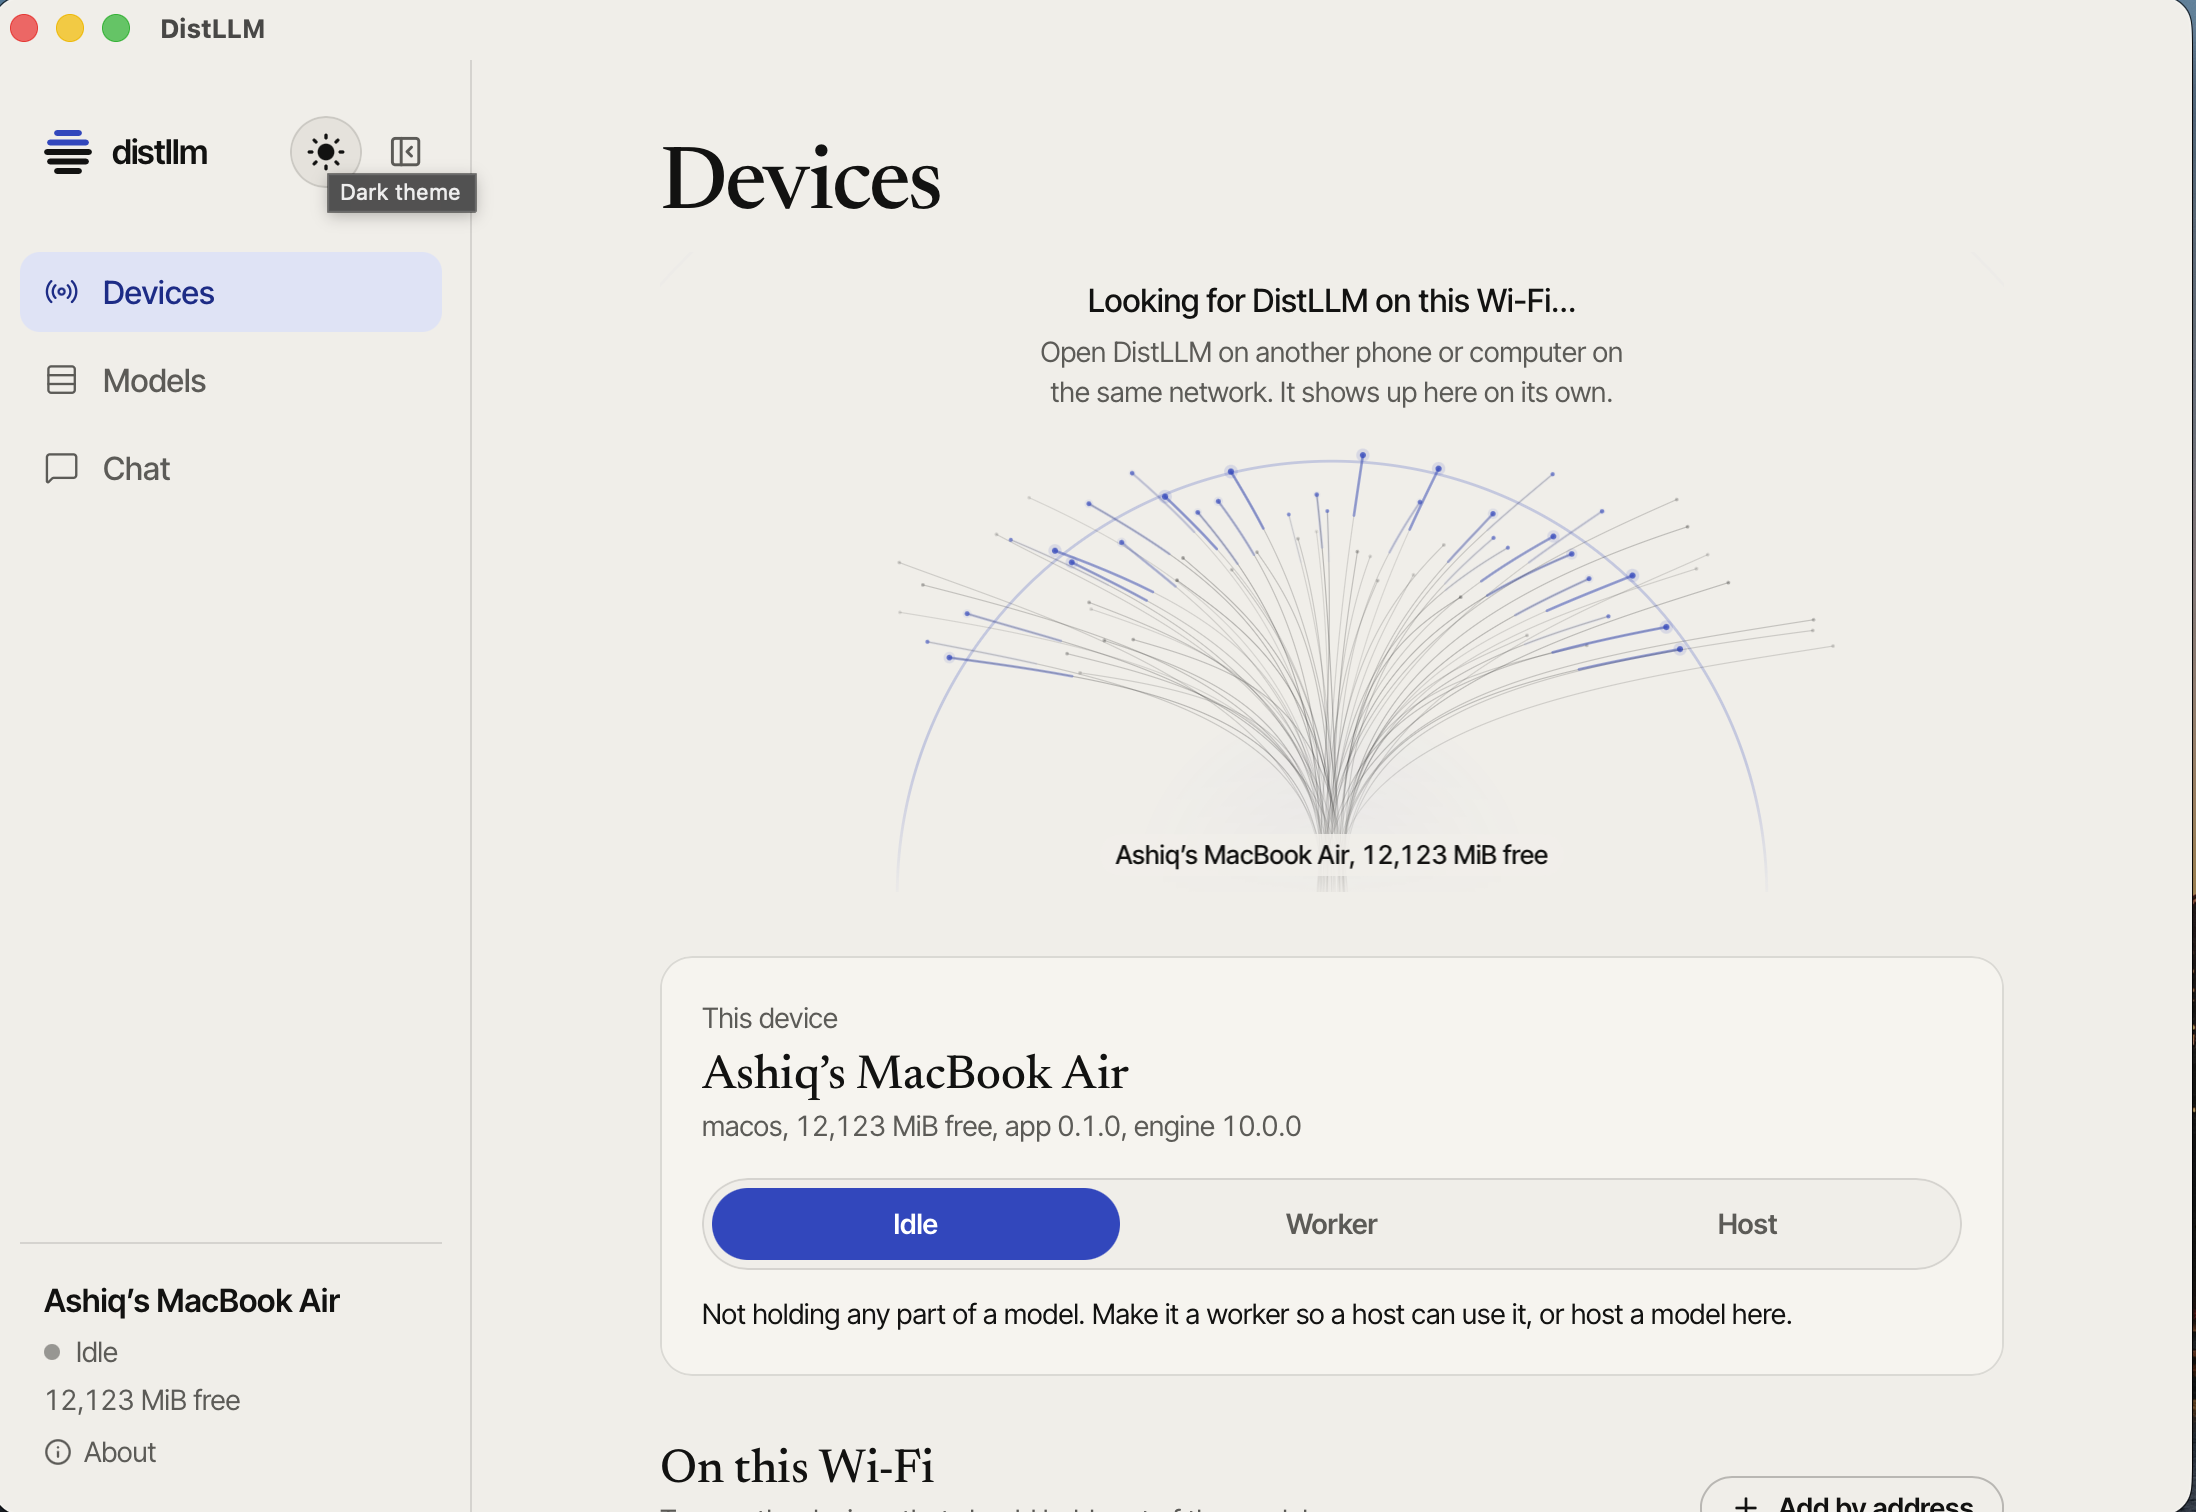 DistLLM
distllm
Dark theme
Devices
Models
Chat
Ashiq’s MacBook Air
Idle
12,123 MiB free
About
Devices
Looking for DistLLM on this Wi-Fi...
Open DistLLM on another phone or computer on
the same network. It shows up here on its own.
Ashiq’s MacBook Air, 12,123 MiB free
This device
Ashiq’s MacBook Air
macos, 12,123 MiB free, app 0.1.0, engine 10.0.0
Idle Worker Host
Not holding any part of a model. Make it a worker so a host can use it, or host a model here.
On this Wi-Fi
Add by address